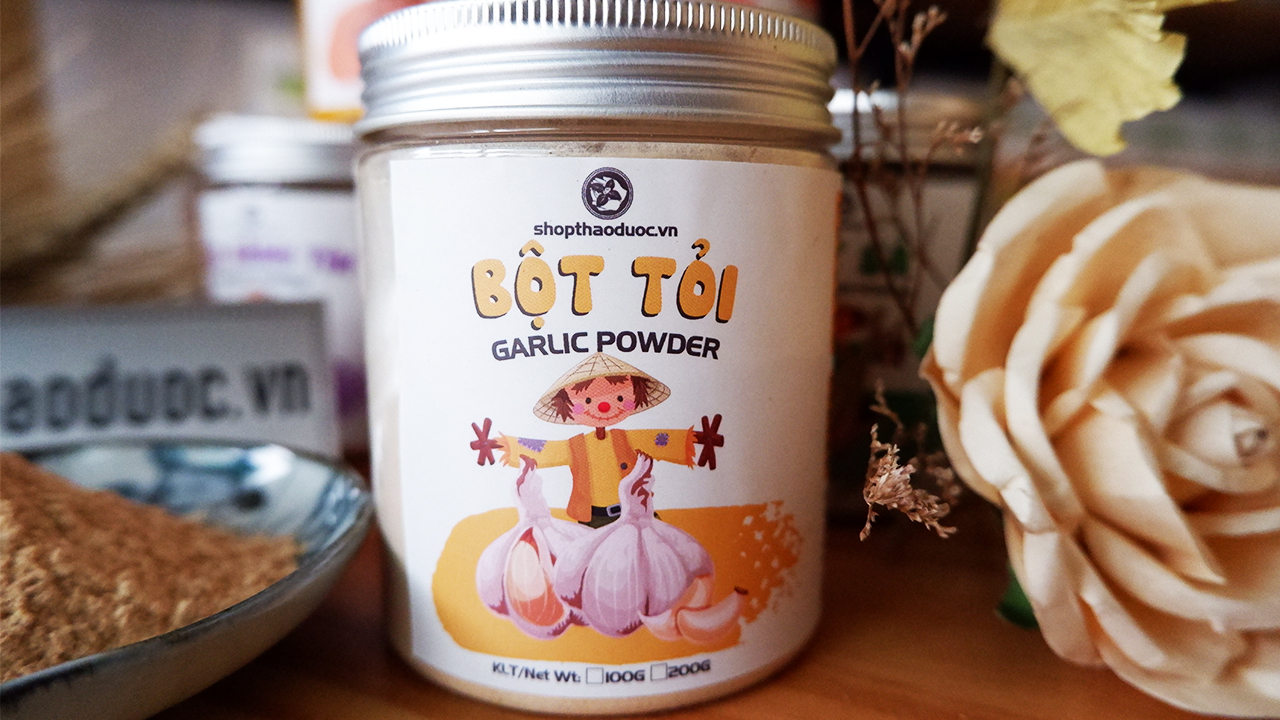 shopthaoduoc.vn
BỘT TỎI
GARLIC POWDER
KLT/Net Wt: 100G 200G
aoduoc.vn